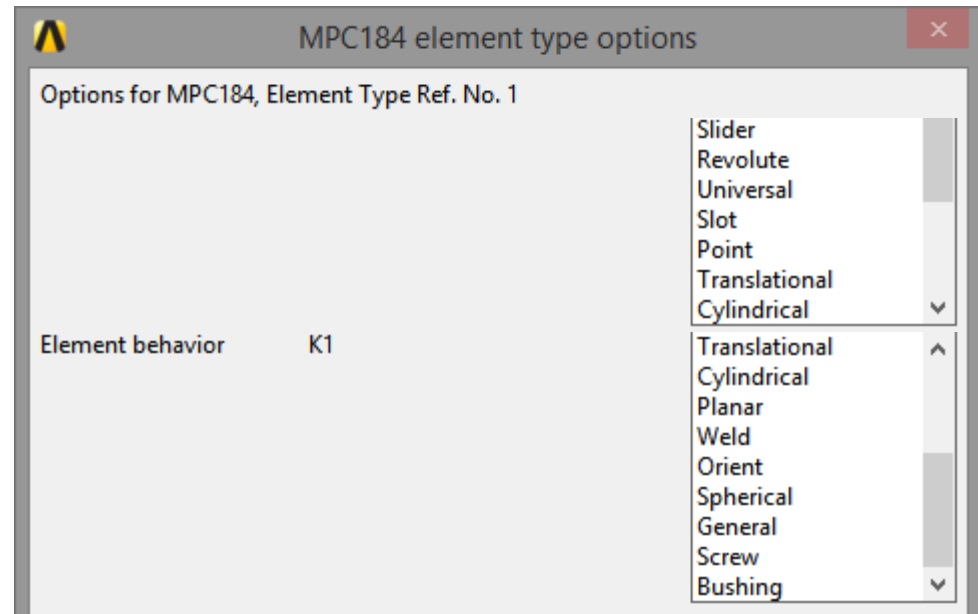 MPC184 element type options
Options for MPC184, Element Type Ref. No. 1
Slider
Revolute
Universal
Slot
Point
Translational
Cylindrical
Element behavior K1
Translational
Cylindrical
Planar
Weld
Orient
Spherical
General
Screw
Bushing